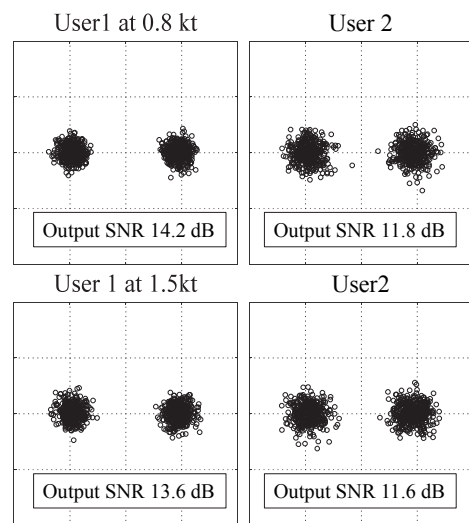 User1 at 0.8 kt
User 2
Output SNR 14.2 dB
Output SNR 11.8 dB
User 1 at 1.5kt
User2
Output SNR 13.6 dB
Output SNR 11.6 dB